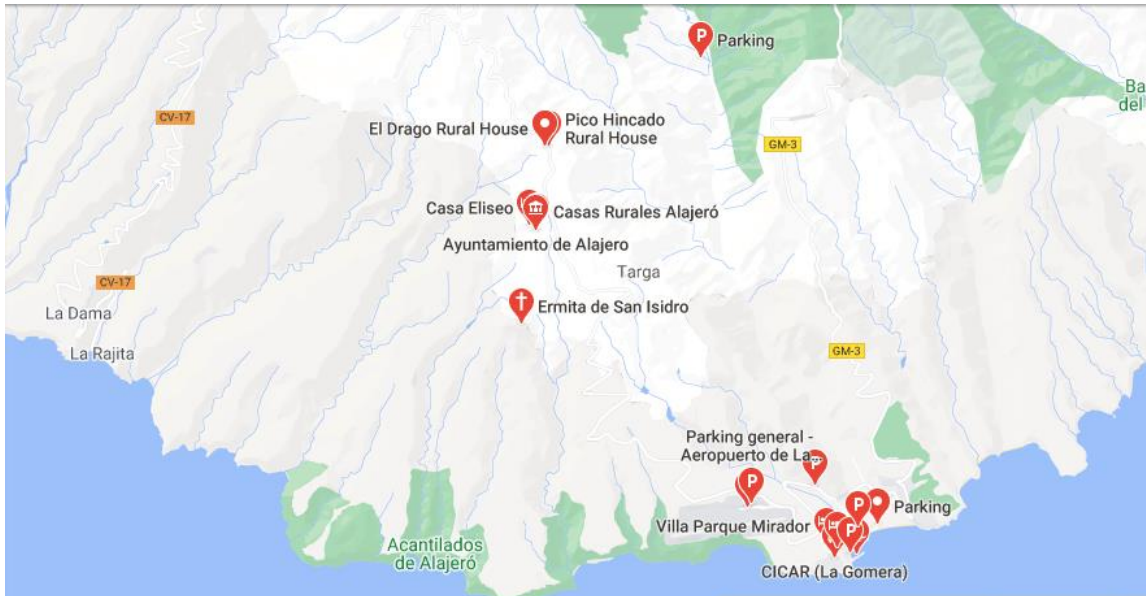 P Parking
Ba
del
CV-17
El Drago Rural House
Pico Hincado
Rural House
GM-3
Casa Eliseo
Casas Rurales Alajeró
Ayuntamiento de Alajero
Targa
CV-17
Ermita de San Isidro
La Dama
La Rajita
GM-3
Parking general -
Aeropuerto de La...
P
P
P
Parking
Villa Parque Mirador
P
Acantilados
de Alajeró
CICAR (La Gomera)